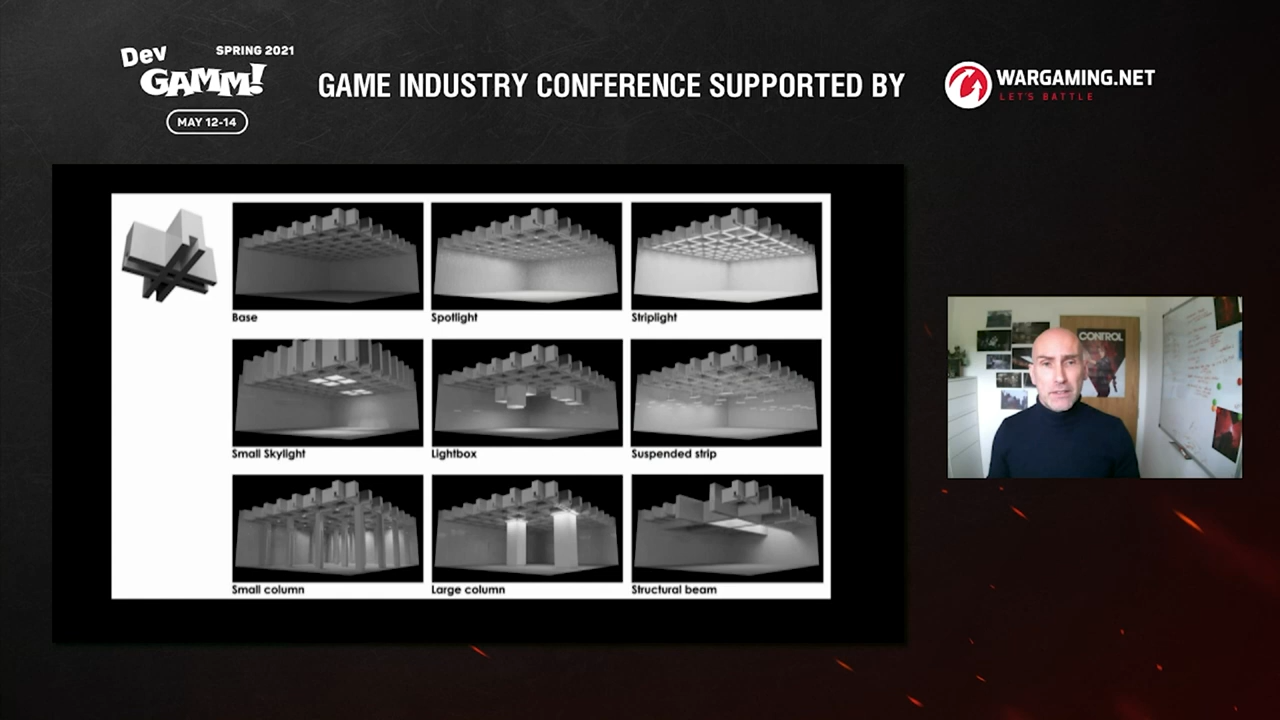 Dev
GAMM!
SPRING 2021
MAY 12-14
GAME INDUSTRY CONFERENCE SUPPORTED BY
WARGAMING.NET
LET'S BATTLE
Base
Spotlight
Striplight
Small Skylight
Lightbox
Suspended strip
Small column
Large column
Structural beam
CONTROL